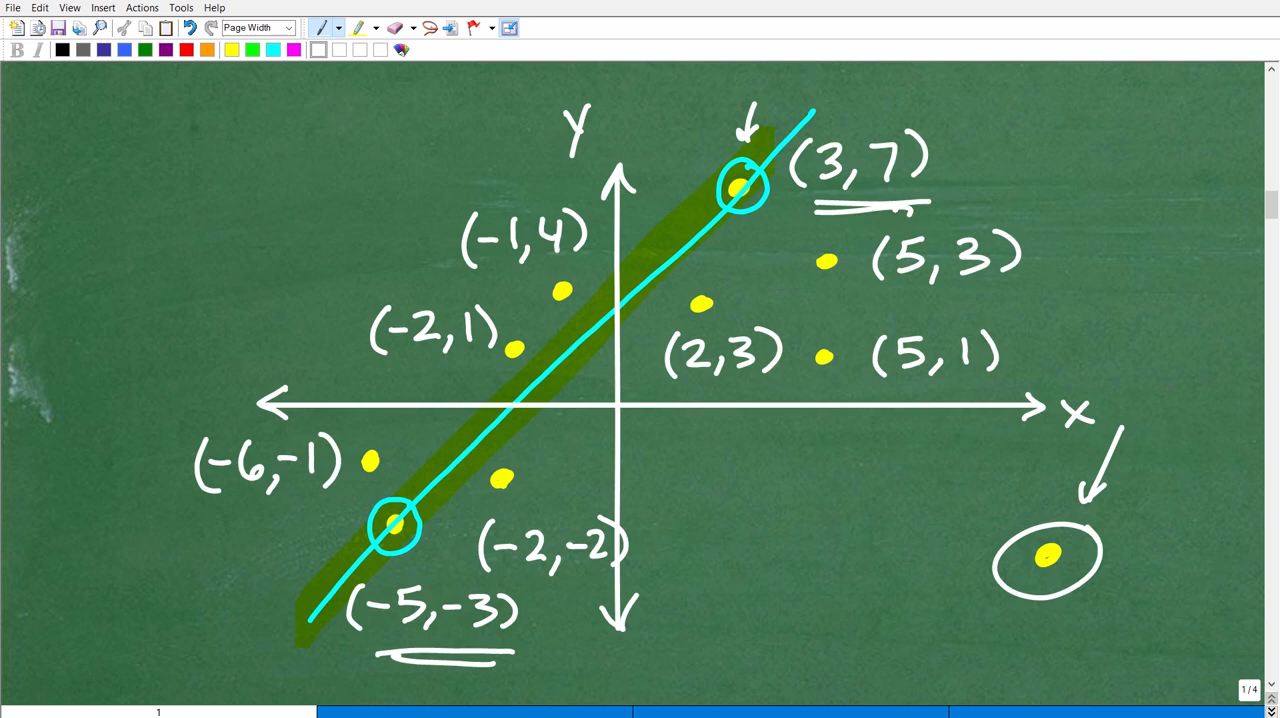 File Edit View Insert Actions Tools Help
Page Width
B I
y
(3,7)
(-1,4)
(5,3)
(-2,1)
(2,3)
(5,1)
x
(-6,-1)
(-2,-2)
(-5,-3)
1/4
1